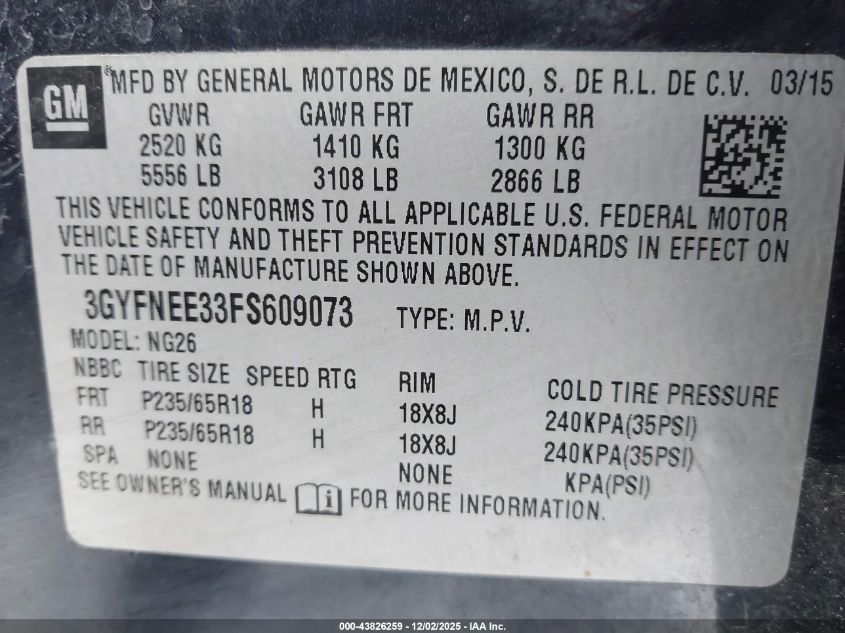 GM
® MFD BY GENERAL MOTORS DE MEXICO, S. DE R.L. DE C.V. 03/15
GVWR GAWR FRT GAWR RR
2520 KG 1410 KG 1300 KG
5556 LB 3108 LB 2866 LB
THIS VEHICLE CONFORMS TO ALL APPLICABLE U.S. FEDERAL MOTOR
VEHICLE SAFETY AND THEFT PREVENTION STANDARDS IN EFFECT ON
THE DATE OF MANUFACTURE SHOWN ABOVE.
3GYFNEE33FS609073 TYPE: M.P.V.
MODEL: NG26
NBBC TIRE SIZE SPEED RTG RIM COLD TIRE PRESSURE
FRT P235/65R18 H 18X8J 240KPA(35PSI)
RR P235/65R18 H 18X8J 240KPA(35PSI)
SPA NONE NONE KPA(PSI)
SEE OWNER'S MANUAL i FOR MORE INFORMATION.
000-43826259 - 12/02/2025 - IAA Inc.